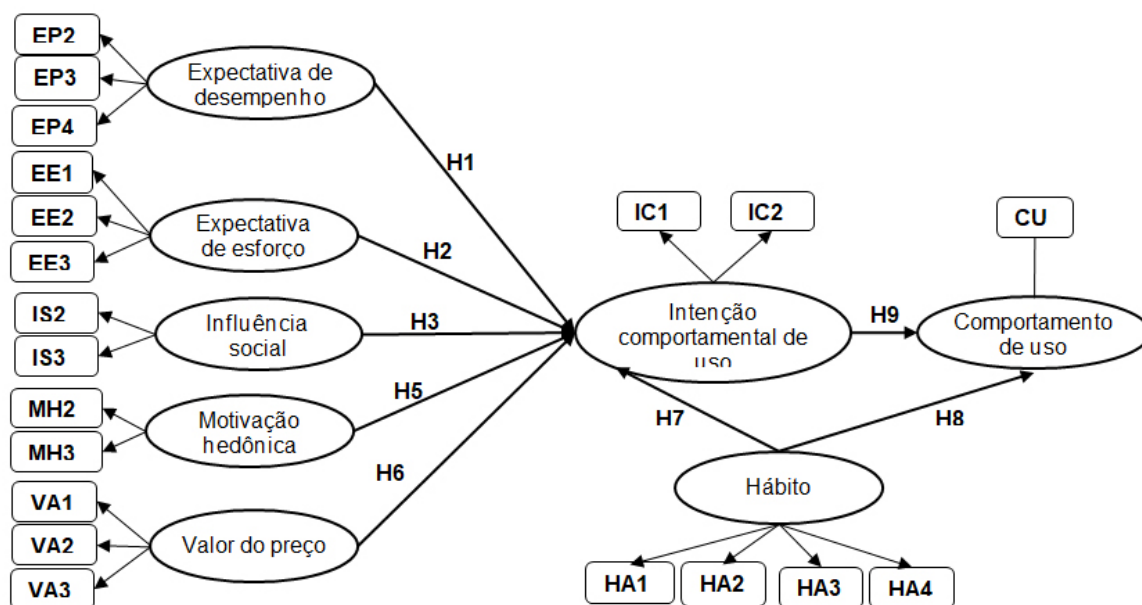 EP2
EP3
EP4
Expectativa de
desempenho
H1
EE1
EE2
EE3
Expectativa
de esforço
H2
IS2
IS3
Influência
social
H3
MH2
MH3
Motivação
hedônica
H5
VA1
VA2
VA3
Valor do preço
H6
IC1
IC2
Intenção
comportamental de
uso
H9
CU
Comportamento
de uso
H7
H8
Hábito
HA1
HA2
HA3
HA4